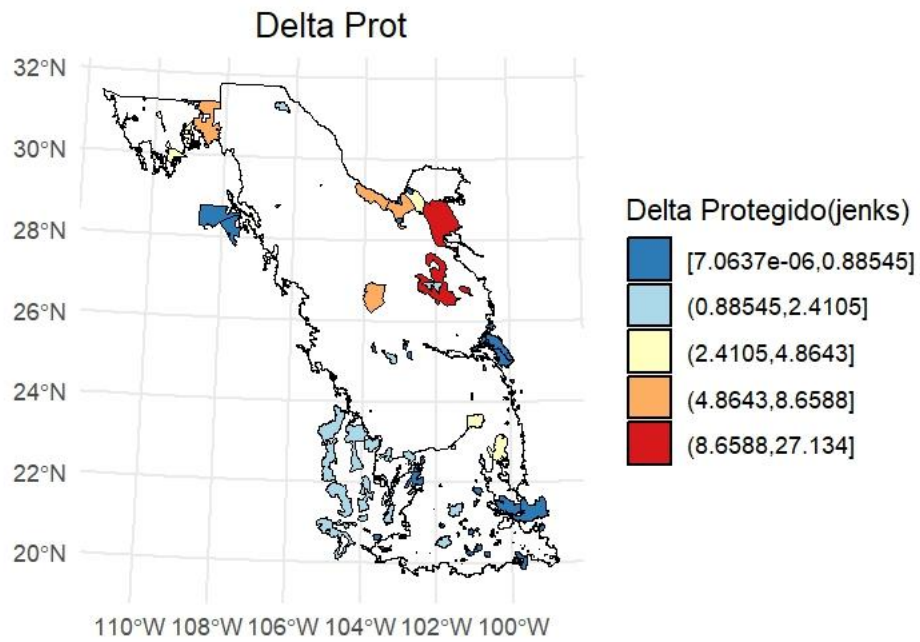 Delta Prot
32°N
30°N
28°N
26°N
24°N
22°N
20°N
110°W 108°W 106°W 104°W 102°W 100°W
Delta Protegido(jenks)
[7.0637e-06,0.88545]
(0.88545,2.4105]
(2.4105,4.8643]
(4.8643,8.6588]
(8.6588,27.134]